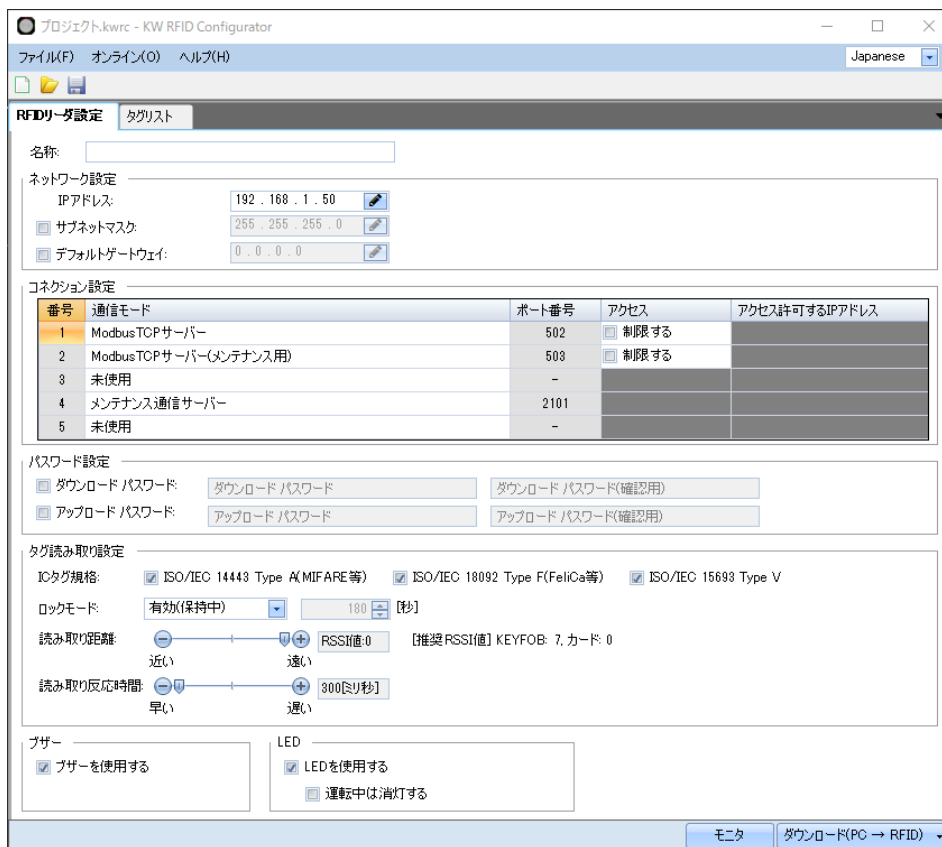 プロジェクト.kwrc - KW RFID Configurator
ファイル(F) オンライン(O) ヘルプ(H) Japanese
RFIDリーダ設定 タグリスト
名称:
ネットワーク設定
IPアドレス: 192 . 168 . 1 . 50
サブネットマスク: 255 . 255 . 255 . 0
デフォルトゲートウェイ: 0 . 0 . 0 . 0
コネクション設定
番号 通信モード ポート番号 アクセス アクセス許可するIPアドレス
1 ModbusTCPサーバー 502 制限する
2 ModbusTCPサーバー(メンテナンス用) 503 制限する
3 未使用 -
4 メンテナンス通信サーバー 2101
5 未使用 -
パスワード設定
ダウンロード パスワード: ダウンロード パスワード ダウンロード パスワード(確認用)
アップロード パスワード: アップロード パスワード アップロード パスワード(確認用)
タグ読み取り設定
ICタグ規格: ISO/IEC 14443 Type A(MIFARE等) ISO/IEC 18092 Type F(FeliCa等) ISO/IEC 15693 Type V
ロックモード: 有効(保持中) 180 [秒]
読み取り距離: RSSI値:0 [推奨RSSI値] KEYFOB: 7, カード: 0
近い 遠い
読み取り反応時間: 300[ミリ秒]
早い 遅い
ブザー LED
ブザーを使用する LEDを使用する
運転中は消灯する
モニタ ダウンロード(PC → RFID)